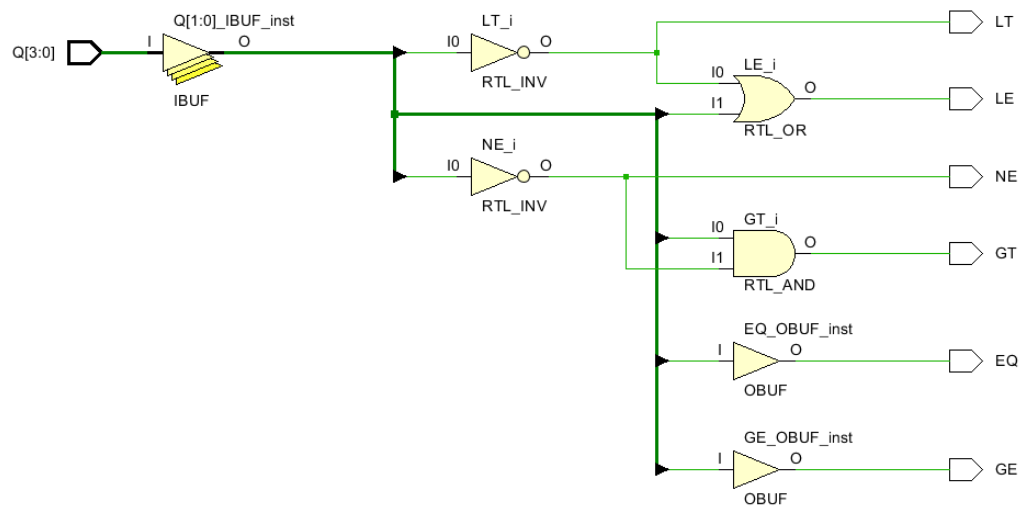 Q[3:0]
Q[1:0]_IBUF_inst
I
O
IBUF
LT_i
I0
O
RTL_INV
LT
LE_i
I0
I1
O
RTL_OR
LE
NE_i
I0
O
RTL_INV
NE
GT_i
I0
I1
O
RTL_AND
GT
EQ_OBUF_inst
I
O
OBUF
EQ
GE_OBUF_inst
I
O
OBUF
GE